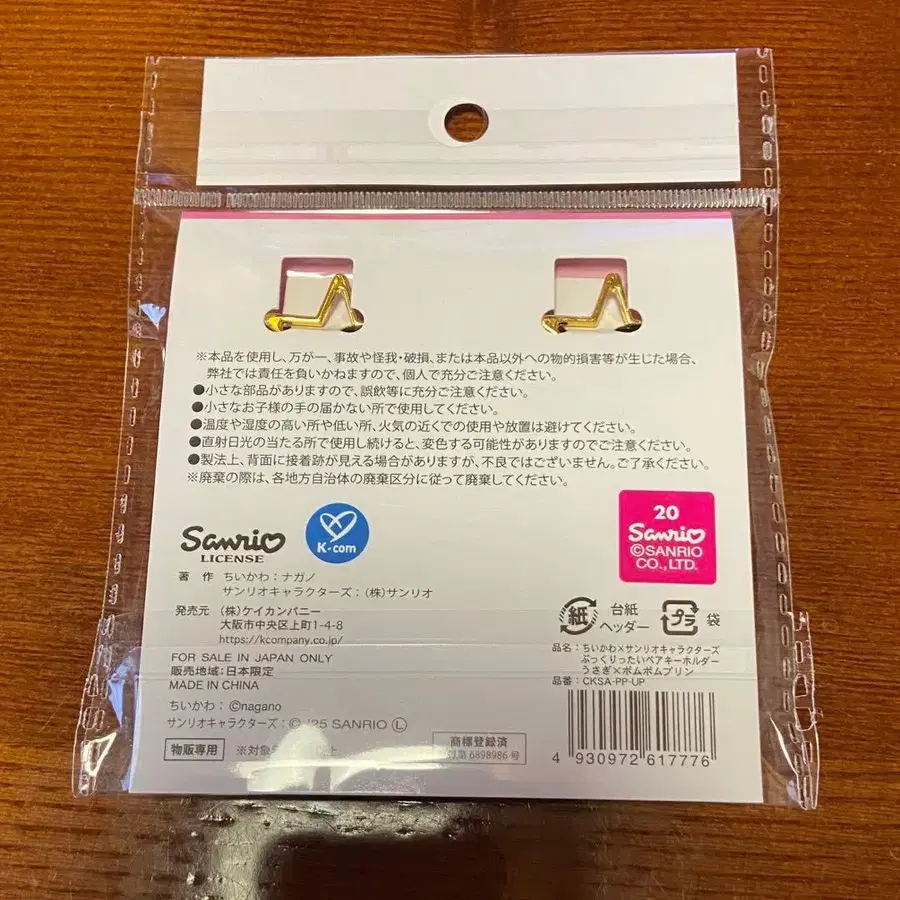 ※本品を使用し、万が一、事故や怪我・破損、または本品以外への物的損害等が生じた場合、
弊社では責任を負いかねますので、個人で充分ご注意ください。
●小さな部品がありますので、誤飲等に充分ご注意ください。
●小さなお子様の手の届かない所で使用してください。
●温度や湿度の高い所や低い所、火気の近くでの使用や放置は避けてください。
●直射日光の当たる所で使用し続けると、変色する可能性がありますのでご注意ください。
●製法上、背面に接着跡が見える場合がありますが、不良ではございません。ご了承ください。
※廃棄の際は、各地方自治体の廃棄区分に従って廃棄してください。
Sanrio
LICENSE
K-com
20
Sanrio
©SANRIO
CO., LTD.
著 作 ちいかわ:ナガノ
サンリオキャラクターズ:(株)サンリオ
発売元 (株)ケイカンパニー
大阪市中央区上町1-4-8
https://kcompany.co.jp/
FOR SALE IN JAPAN ONLY
販売地域:日本限定
MADE IN CHINA
ちいかわ: ©nagano
サンリオキャラクターズ: © '25 SANRIO Ⓛ
物販専用 ※対象
紙 台紙
ヘッダー
プラ 袋
品名:ちいかわ×サンリオキャラクターズ
ぷっくりったいペアキーホルダー
うさぎ×ポムポムプリン
品番:CKSA-PP-UP
商標登録済
第6898986号
4 930972 617776